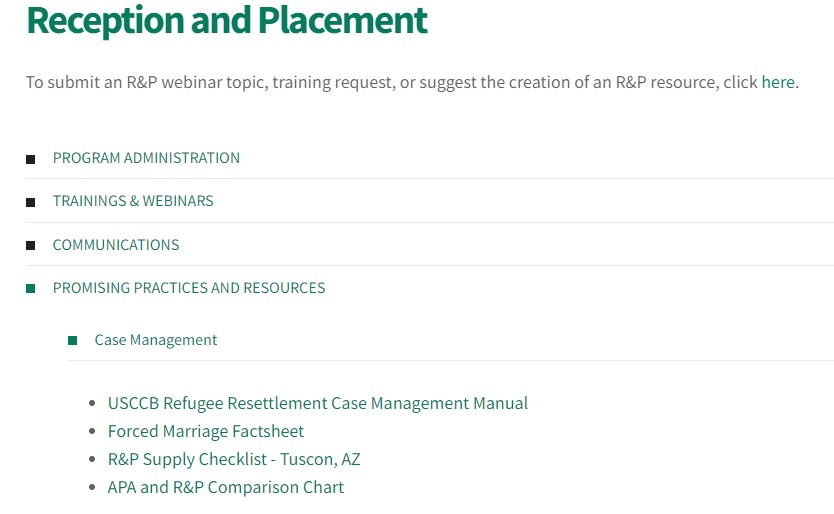 Reception and Placement
To submit an R&P webinar topic, training request, or suggest the creation of an R&P resource, click here.
PROGRAM ADMINISTRATION
TRAININGS & WEBINARS
COMMUNICATIONS
PROMISING PRACTICES AND RESOURCES
Case Management
USCCB Refugee Resettlement Case Management Manual
Forced Marriage Factsheet
R&P Supply Checklist - Tuscon, AZ
APA and R&P Comparison Chart